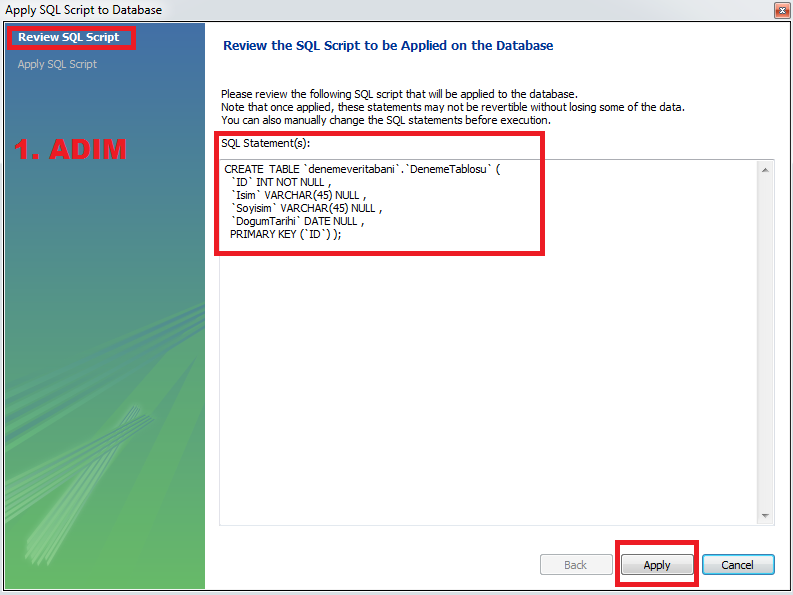 Apply SQL Script to Database
Review SQL Script
Apply SQL Script
1. ADIM
Review the SQL Script to be Applied on the Database
Please review the following SQL script that will be applied to the database.
Note that once applied, these statements may not be revertible without losing some of the data.
You can also manually change the SQL statements before execution.
SQL Statement(s):
CREATE  TABLE `denemeveritabani`.`DenemeTablosu` (
  `ID` INT NOT NULL ,
  `Isim` VARCHAR(45) NULL ,
  `Soyisim` VARCHAR(45) NULL ,
  `DogumTarihi` DATE NULL ,
  PRIMARY KEY (`ID`) );
Back
Apply
Cancel